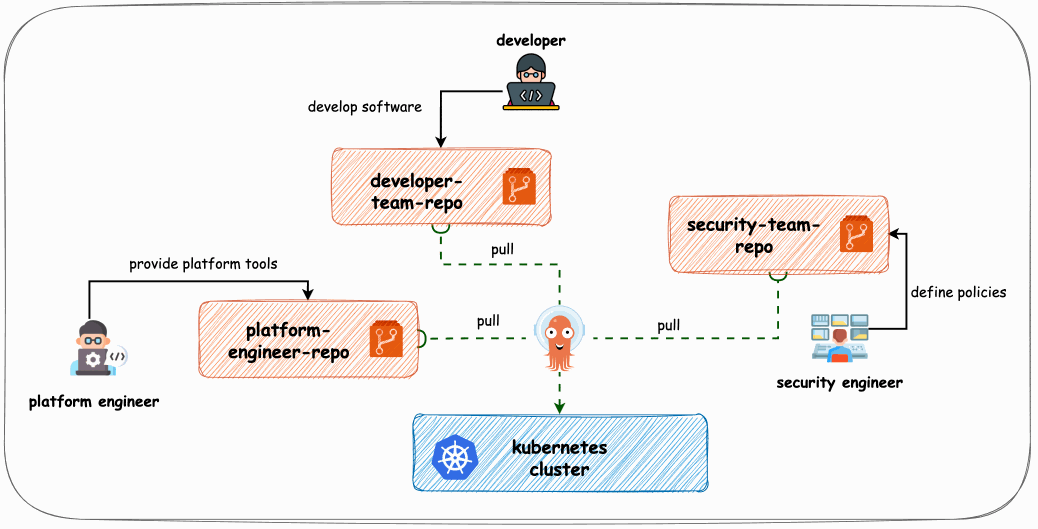 developer
develop software
developer-
team-repo
security-team-
repo
pull
provide platform tools
define policies
platform-
engineer-repo
pull
pull
security engineer
platform engineer
kubernetes
cluster